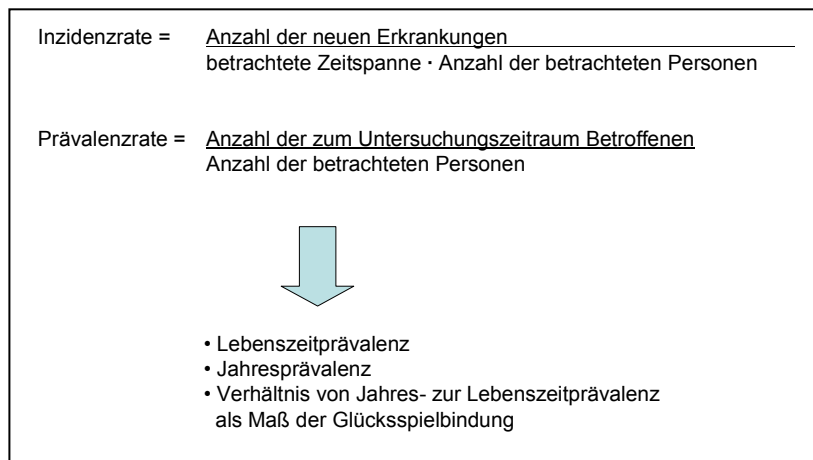 Inzidenzrate = Anzahl der neuen Erkrankungen
betrachtete Zeitspanne · Anzahl der betrachteten Personen
Prävalenzrate = Anzahl der zum Untersuchungszeitraum Betroffenen
Anzahl der betrachteten Personen
• Lebenszeitprävalenz
• Jahresprävalenz
• Verhältnis von Jahres- zur Lebenszeitprävalenz
als Maß der Glücksspielbindung